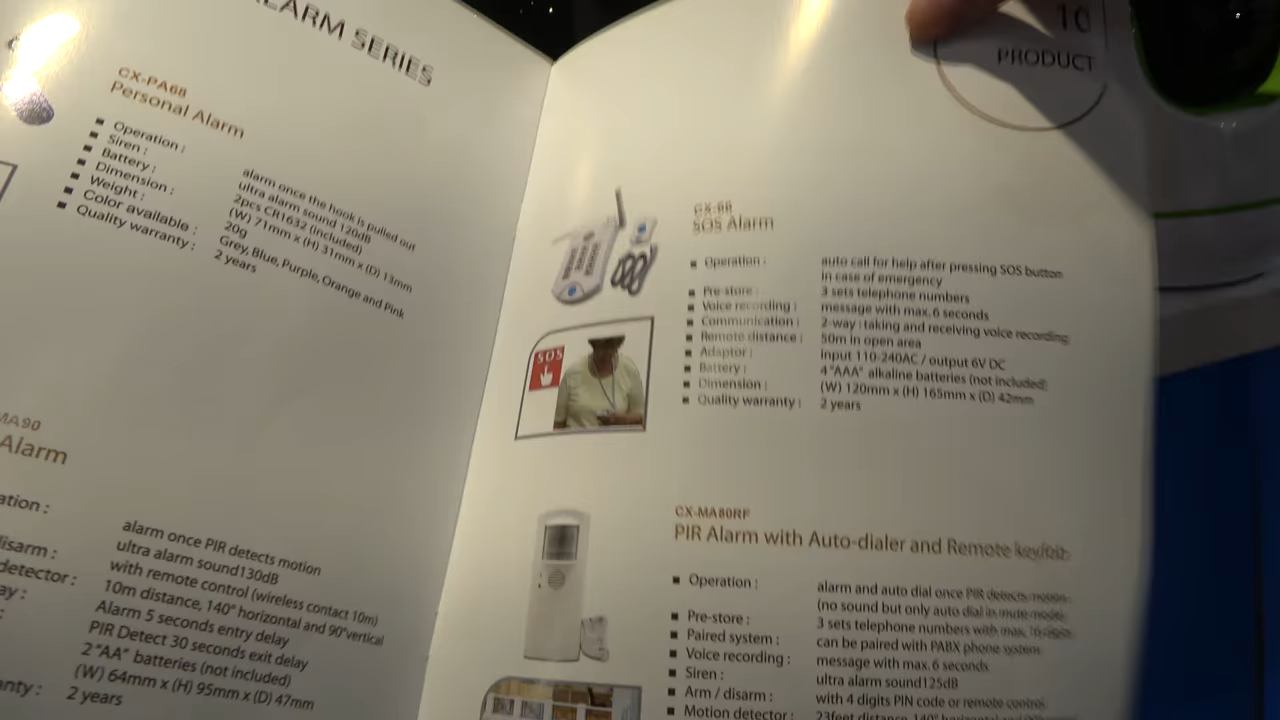 ALARM SERIES
CX-PA68
Personal Alarm
Operation : alarm once the hook is pulled out
Siren : ultra alarm sound 120dB
Battery : 2pcs CR1632 (included)
Dimension : (W) 71mm x (H) 31mm x (D) 13mm
Weight : 20g
Color available : Grey, Blue, Purple, Orange and Pink
Quality warranty : 2 years
MA90
Alarm
ation : alarm once PIR detects motion
ultra alarm sound130dB
disarm : with remote control (wireless contact 10m)
detector : 10m distance, 140° horizontal and 90°vertical
ay : Alarm 5 seconds entry delay
PIR Detect 30 seconds exit delay
: 2 "AA" batteries (not included)
(W) 64mm x (H) 95mm x (D) 47mm
anty : 2 years
10
PRODUCT
CX-68
SOS Alarm
SOS
Operation : auto call for help after pressing SOS button
in case of emergency
Pre-store : 3 sets telephone numbers
Voice recording : message with max. 6 seconds
Communication : 2-way : taking and receiving voice recording
Remote distance : 50m in open area
Adaptor : Input 110-240AC / output 6V DC
Battery : 4 "AAA" alkaline batteries (not included)
Dimension : (W) 120mm x (H) 165mm x (D) 42mm
Quality warranty : 2 years
CX-MA80RF
PIR Alarm with Auto-dialer and Remote keyfob
Operation : alarm and auto dial once PIR detects motion
(no sound but only auto dial in mute mode)
Pre-store : 3 sets telephone numbers with max.
Paired system : can be paired with PABX phone system
Voice recording : message with max. 6 seconds
Siren : ultra alarm sound125dB
Arm / disarm : with 4 digits PIN code or remote control
Motion detector : 23feet distance, 140° horizontal